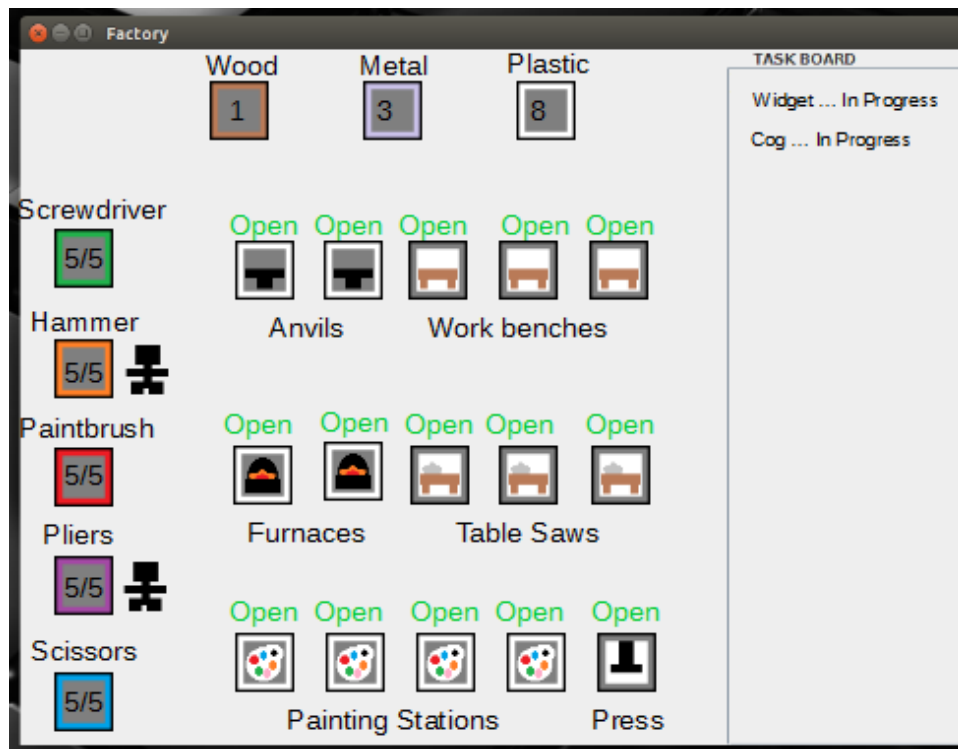 Factory
Wood Metal Plastic
1 3 8
TASK BOARD
Widget ... In Progress
Cog ... In Progress
Screwdriver
5/5
Open Open Open Open Open
Anvils Work benches
Hammer
5/5
Paintbrush
5/5
Open Open Open Open Open
Furnaces Table Saws
Pliers
5/5
Open Open Open Open Open
Scissors
5/5
Painting Stations Press